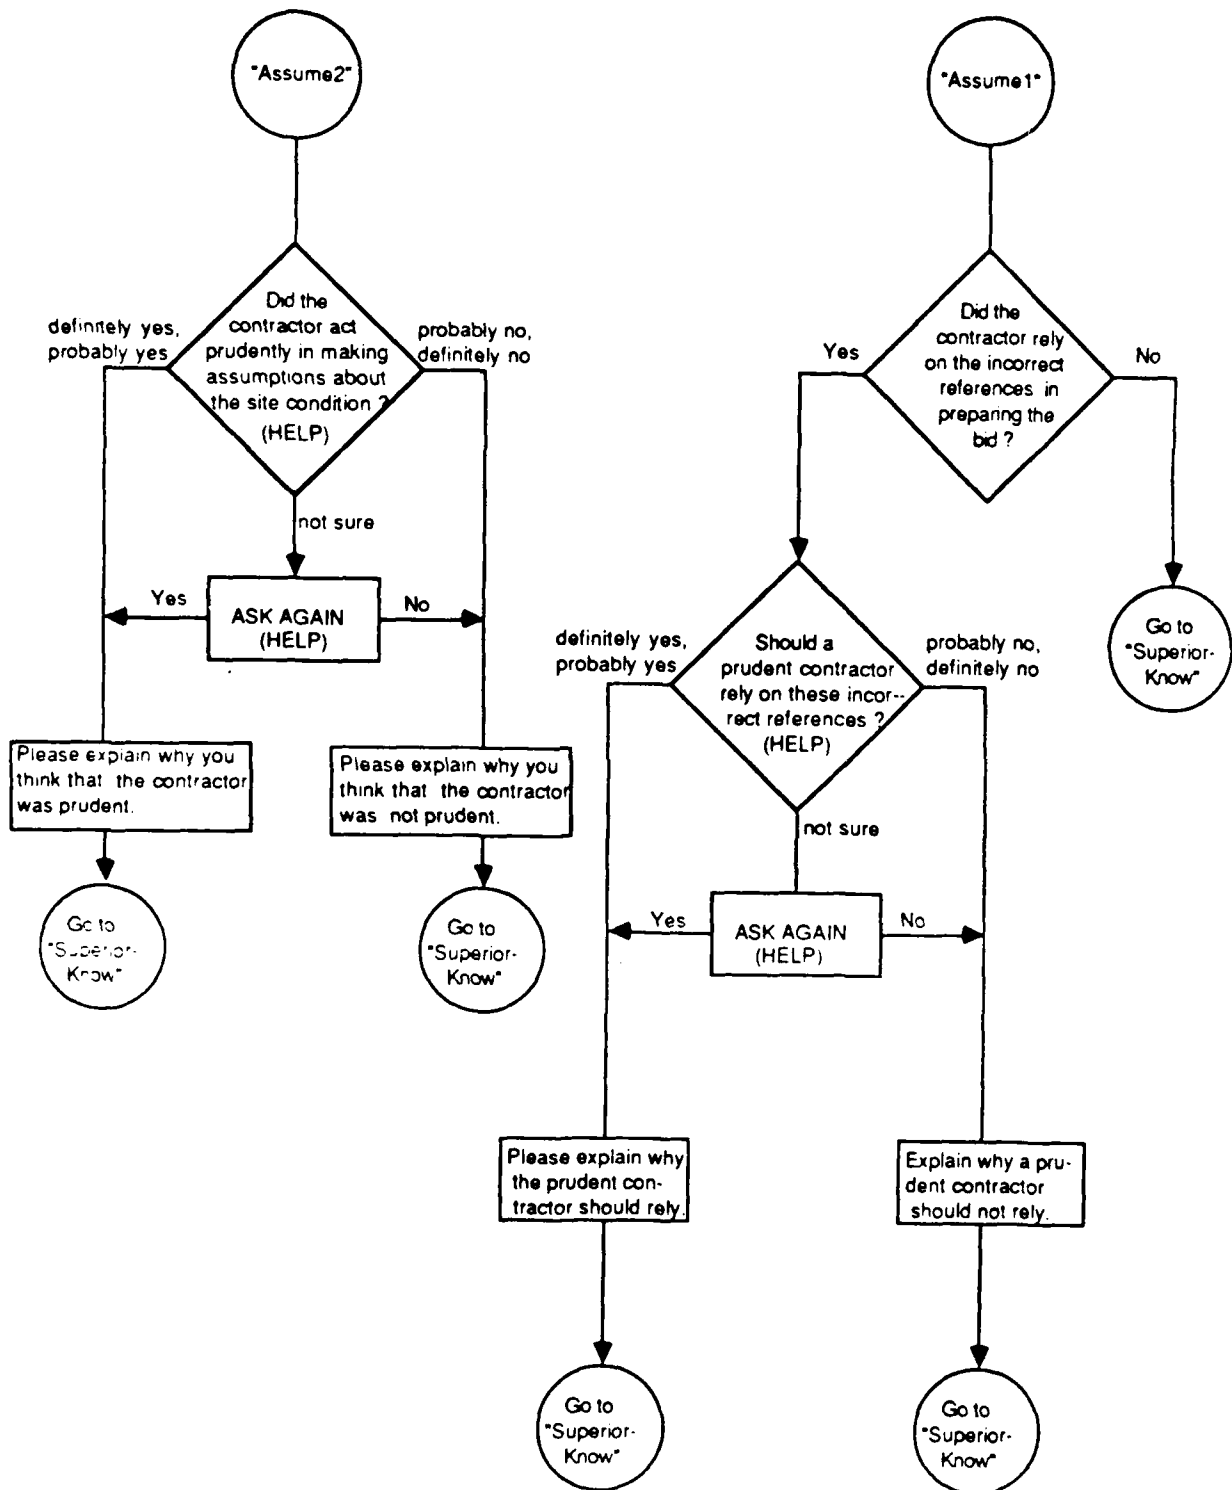 "Assume2"
Did the
contractor act
prudently in making
assumptions about
the site condition ?
(HELP)
definitely yes,
probably yes
probably no,
definitely no
not sure
Yes
ASK AGAIN
(HELP)
No
Please explain why you
think that the contractor
was prudent.
Please explain why you
think that the contractor
was not prudent.
Go to
"Superior-
Know"
Go to
"Superior-
Know"
"Assume1"
Did the
contractor rely
on the incorrect
references in
preparing the
bid ?
Yes
No
Go to
"Superior-
Know"
Should a
prudent contractor
rely on these incor--
rect references ?
(HELP)
definitely yes,
probably yes
probably no,
definitely no
not sure
Yes
ASK AGAIN
(HELP)
No
Please explain why
the prudent con-
tractor should rely.
Explain why a pru-
dent contractor
should not rely.
Go to
"Superior-
Know"
Go to
"Superior-
Know"